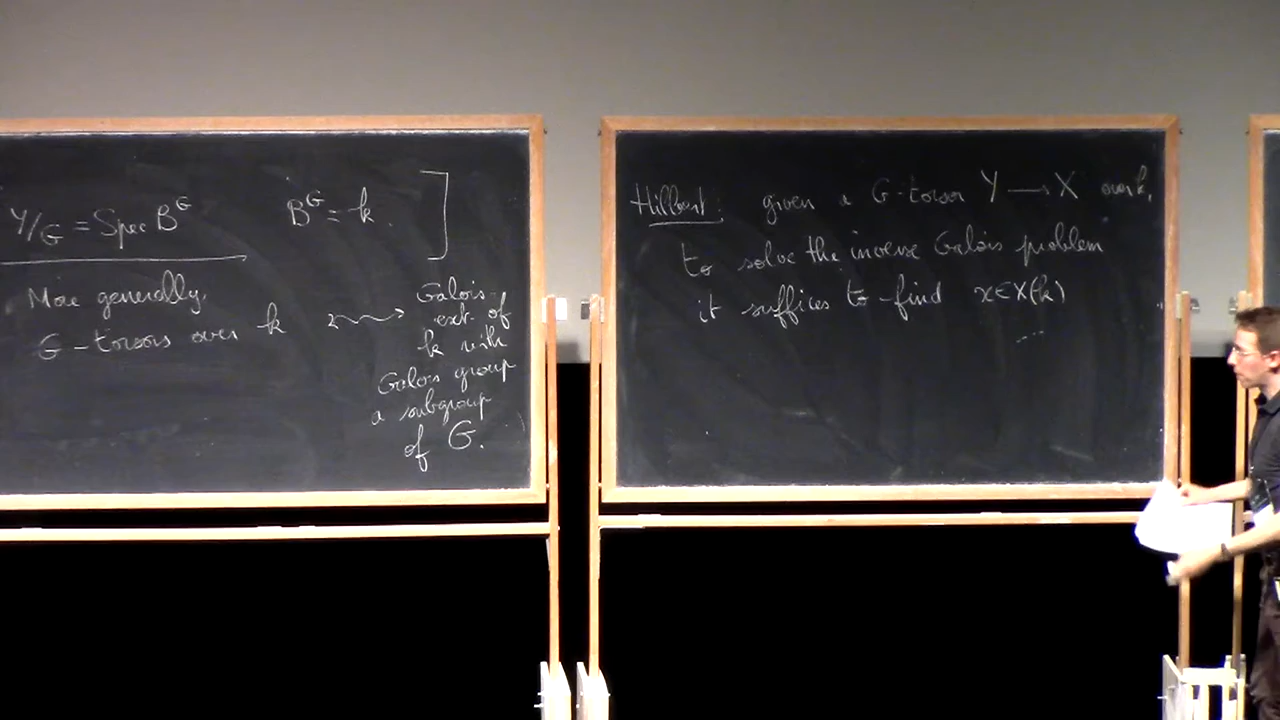 Y/G = Spec B^G    B^G = k. ]
More generally,
G-torsors over k ⇝ Galois ext. of k with Galois group a subgroup of G.
Hilbert: given a G-torsor Y → X over k,
to solve the inverse Galois problem
it suffices to find x∈X(k)
...